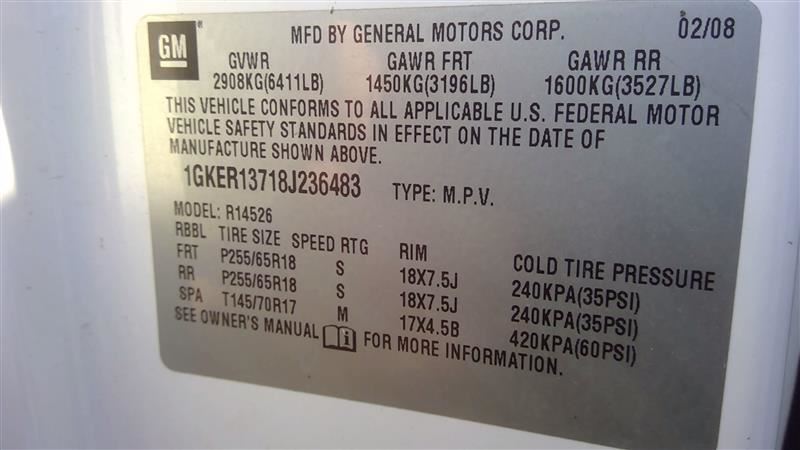 GM MFD BY GENERAL MOTORS CORP. 02/08
GVWR GAWR FRT GAWR RR
2908KG(6411LB) 1450KG(3196LB) 1600KG(3527LB)
THIS VEHICLE CONFORMS TO ALL APPLICABLE U.S. FEDERAL MOTOR
VEHICLE SAFETY STANDARDS IN EFFECT ON THE DATE OF
MANUFACTURE SHOWN ABOVE.
1GKER13718J236483 TYPE: M.P.V.
MODEL: R14526
RBBL TIRE SIZE SPEED RTG RIM COLD TIRE PRESSURE
FRT P255/65R18 S 18X7.5J 240KPA(35PSI)
RR P255/65R18 S 18X7.5J 240KPA(35PSI)
SPA T145/70R17 M 17X4.5B 420KPA(60PSI)
SEE OWNER'S MANUAL FOR MORE INFORMATION.